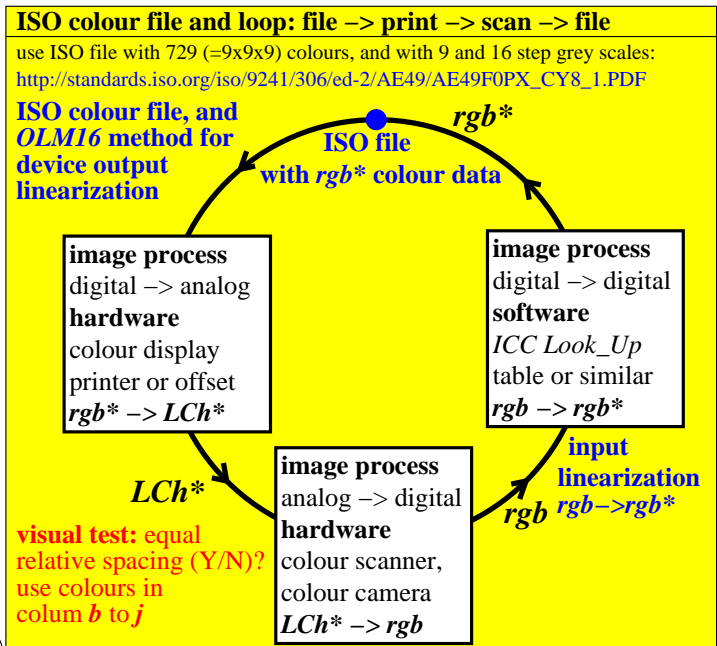 ISO colour file and loop: file −> print −> scan −> file
use ISO file with 729 (=9x9x9) colours, and with 9 and 16 step grey scales:
http://standards.iso.org/iso/9241/306/ed-2/AE49/AE49F0PX_CY8_1.PDF
ISO colour file, and
OLM16 method for
device output
linearization
rgb*
ISO file
with rgb* colour data
image process
digital −> analog
hardware
colour display
printer or offset
rgb* −> LCh*
image process
digital −> digital
software
ICC Look_Up
table or similar
rgb −> rgb*
LCh*
image process
analog −> digital
hardware
colour scanner,
colour camera
LCh* −> rgb
rgb
input
linearization
rgb−>rgb*
visual test: equal
relative spacing (Y/N)?
use colours in
colum b to j